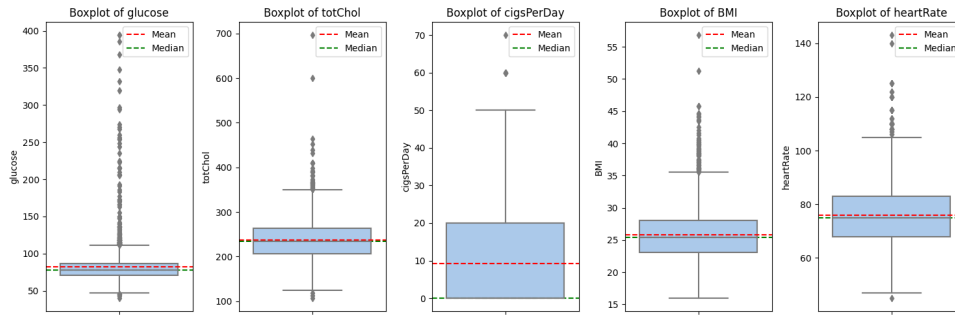 Boxplot of glucose
Mean
Median
400
350
300
250
200
150
100
50
glucose
Boxplot of totChol
Mean
Median
700
600
500
400
300
200
100
totChol
Boxplot of cigsPerDay
Mean
Median
70
60
50
40
30
20
10
0
cigsPerDay
Boxplot of BMI
Mean
Median
55
50
45
40
35
30
25
20
15
BMI
Boxplot of heartRate
Mean
Median
140
120
100
80
60
heartRate